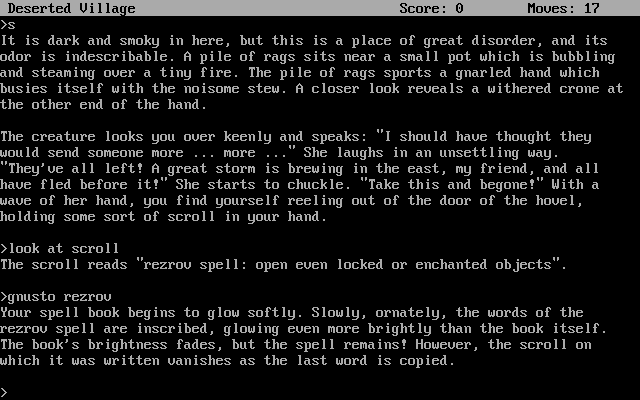 Deserted Village Score: 0 Moves: 17
>s
It is dark and smoky in here, but this is a place of great disorder, and its
odor is indescribable. A pile of rags sits near a small pot which is bubbling
and steaming over a tiny fire. The pile of rags sports a gnarled hand which
busies itself with the noisome stew. A closer look reveals a withered crone at
the other end of the hand.
The creature looks you over keenly and speaks: "I should have thought they
would send someone more ... more ..." She laughs in an unsettling way.
"They've all left! A great storm is brewing in the east, my friend, and all
have fled before it!" She starts to chuckle. "Take this and begone!" With a
wave of her hand, you find yourself reeling out of the door of the hovel,
holding some sort of scroll in your hand.
>look at scroll
The scroll reads "rezrov spell: open even locked or enchanted objects".
>gnusto rezrov
Your spell book begins to glow softly. Slowly, ornately, the words of the
rezrov spell are inscribed, glowing even more brightly than the book itself.
The book's brightness fades, but the spell remains! However, the scroll on
which it was written vanishes as the last word is copied.
>